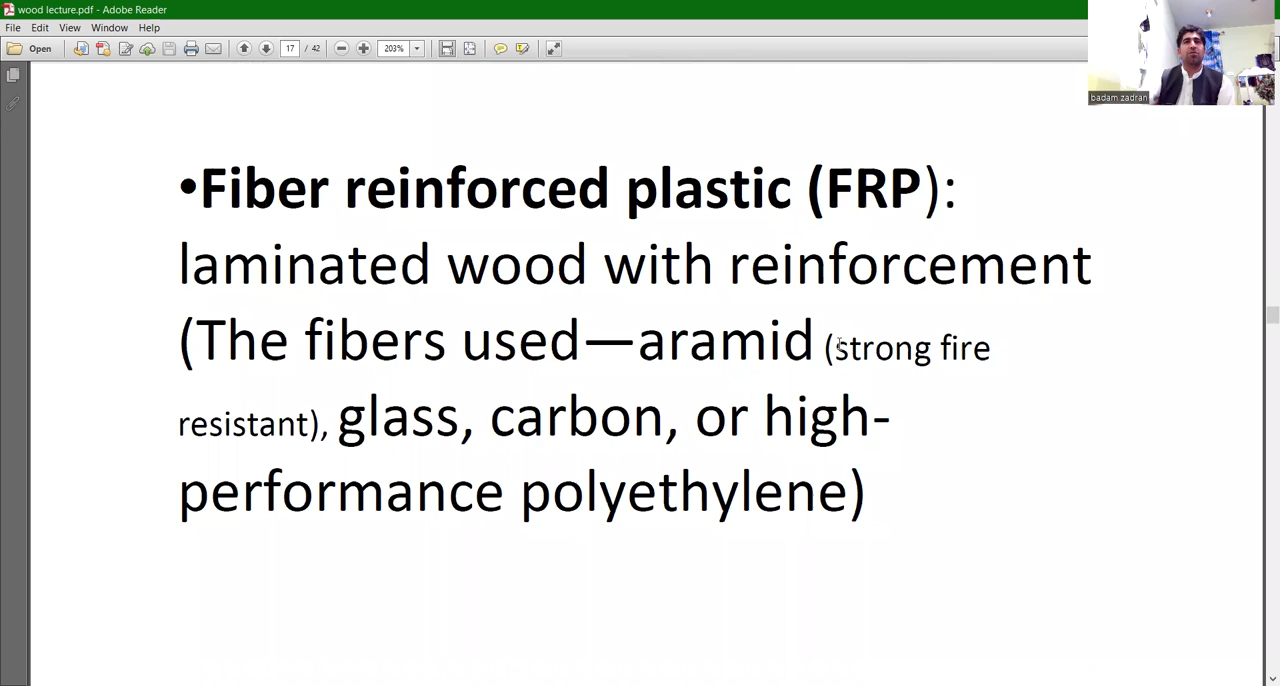 wood lecture.pdf - Adobe Reader
File Edit View Window Help
Open 17 / 42 203%
badam zadran
•Fiber reinforced plastic (FRP):
laminated wood with reinforcement
(The fibers used—aramid (strong fire
resistant), glass, carbon, or high-
performance polyethylene)